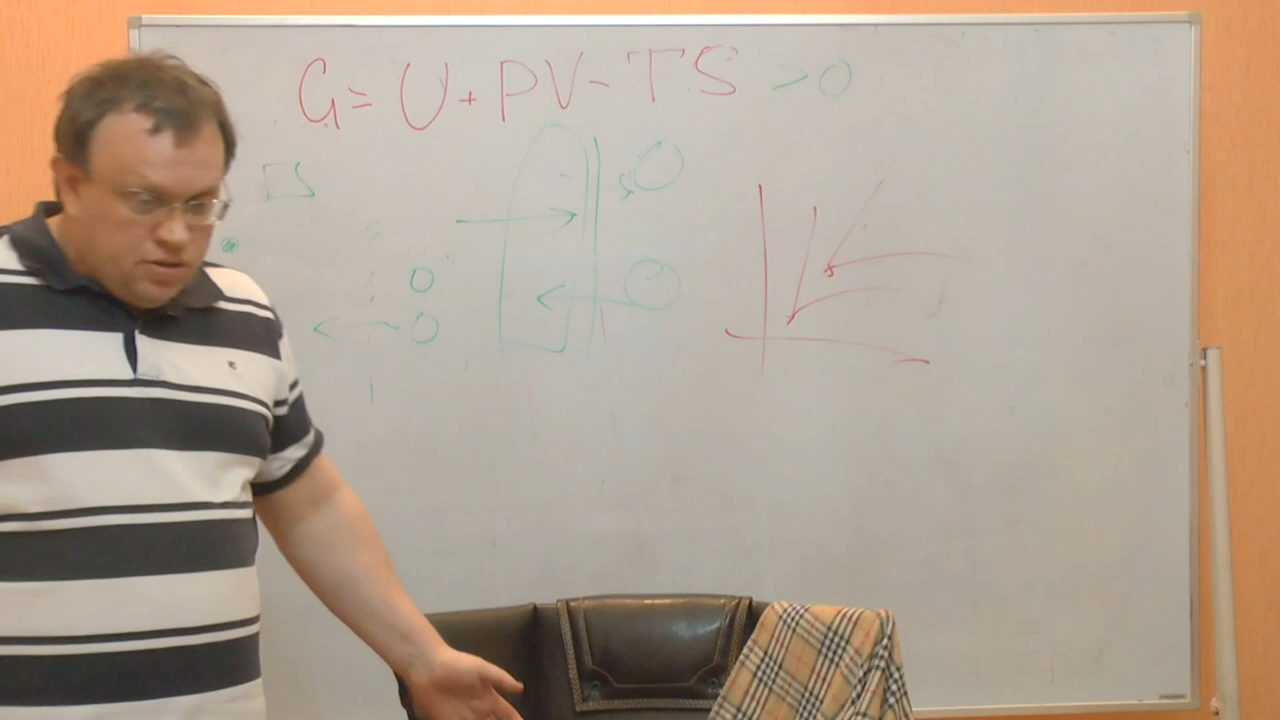 G = U + PV - TS > 0